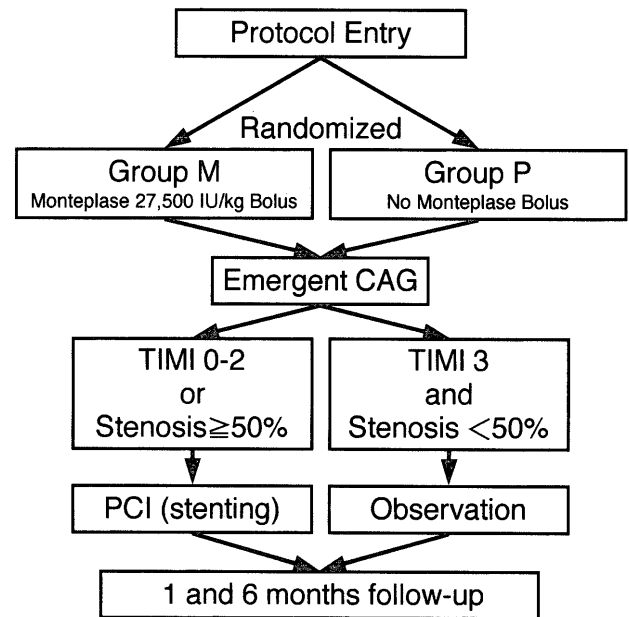 Protocol Entry
Randomized
Group M
Monteplase 27,500 IU/kg Bolus
Group P
No Monteplase Bolus
Emergent CAG
TIMI 0-2
or
Stenosis≧50%
TIMI 3
and
Stenosis <50%
PCI (stenting)
Observation
1 and 6 months follow-up